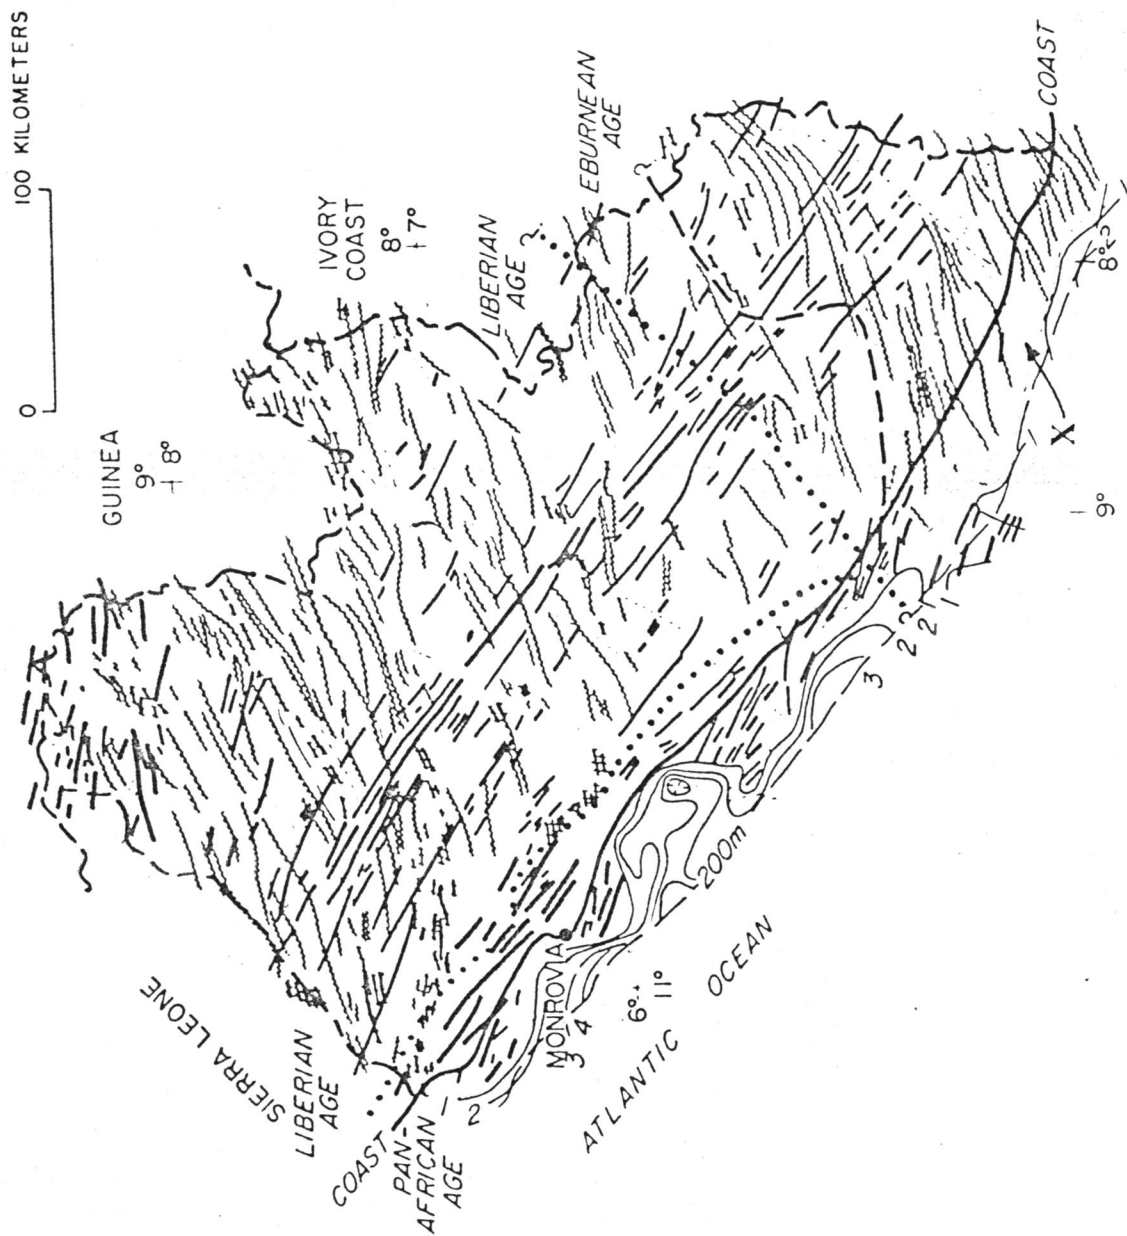 100 KILOMETERS
0
GUINEA
9°
8°
IVORY
COAST
8°
7°
LIBERIAN
AGE
?
EBURNEAN
AGE
?
COAST
SIERRA LEONE
LIBERIAN
AGE
COAST
PAN-
AFRICAN
AGE
1
2
MONROVIA
3
4
6°
11°
ATLANTIC
OCEAN
200m
3
2
?
2
1
1
9°
X
8°